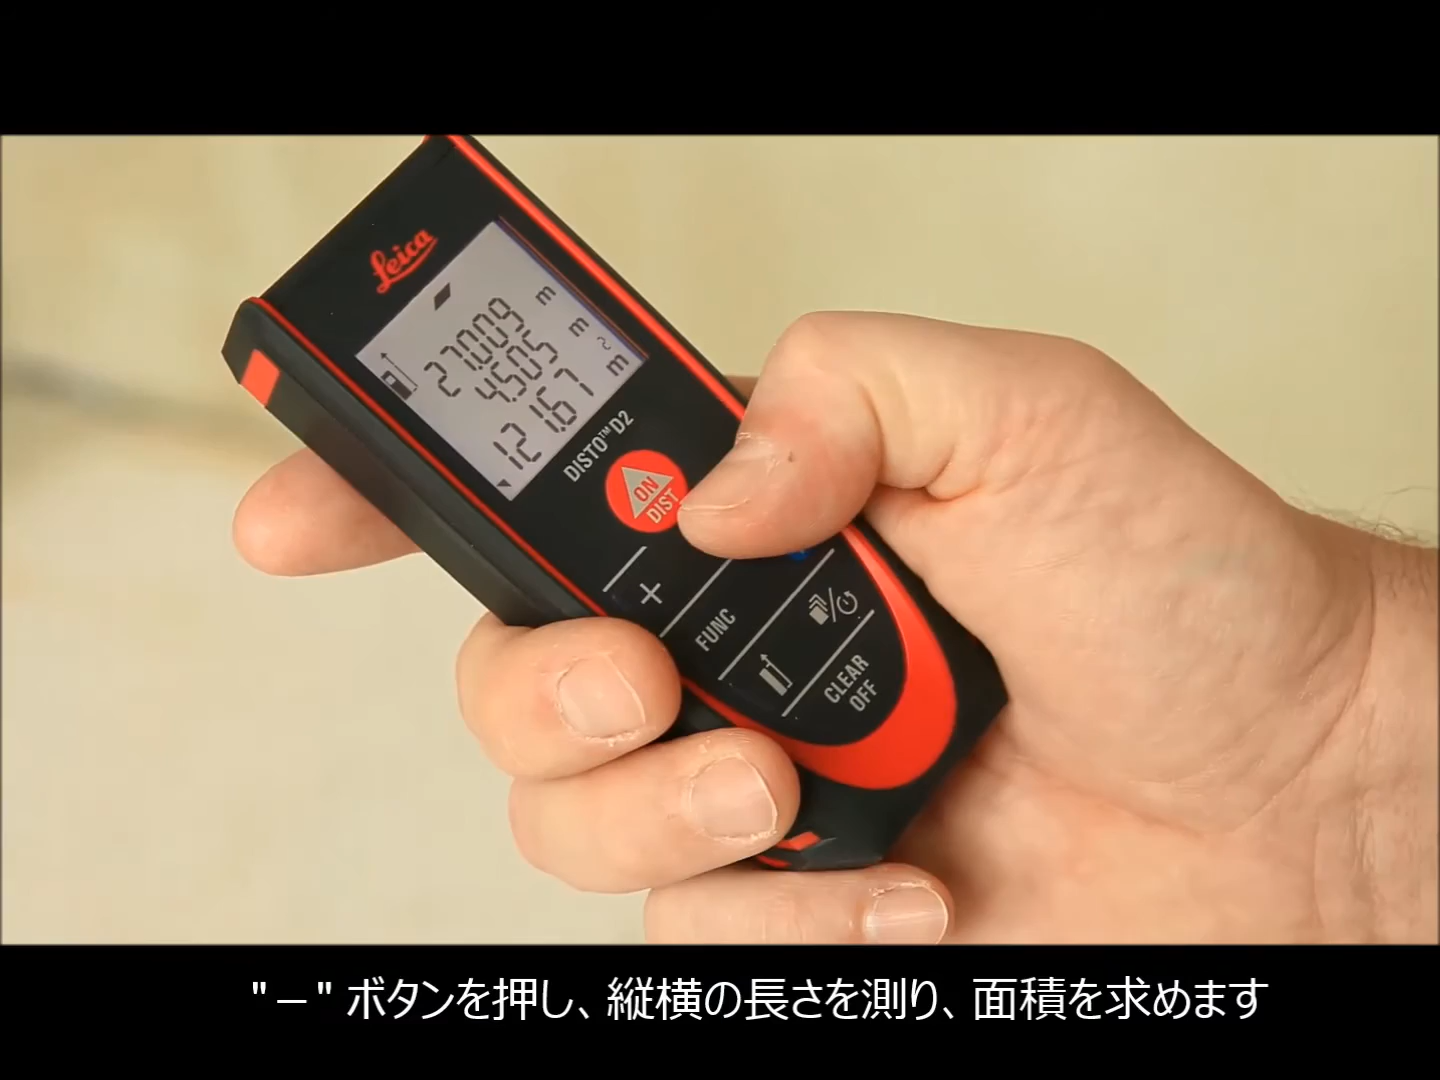 Leica
27.009 m
4.505 m
121.67 m²
DISTO™ D2
ON
DIST
+
FUNC
CLEAR
OFF
"－" ボタンを押し、縦横の長さを測り、面積を求めます